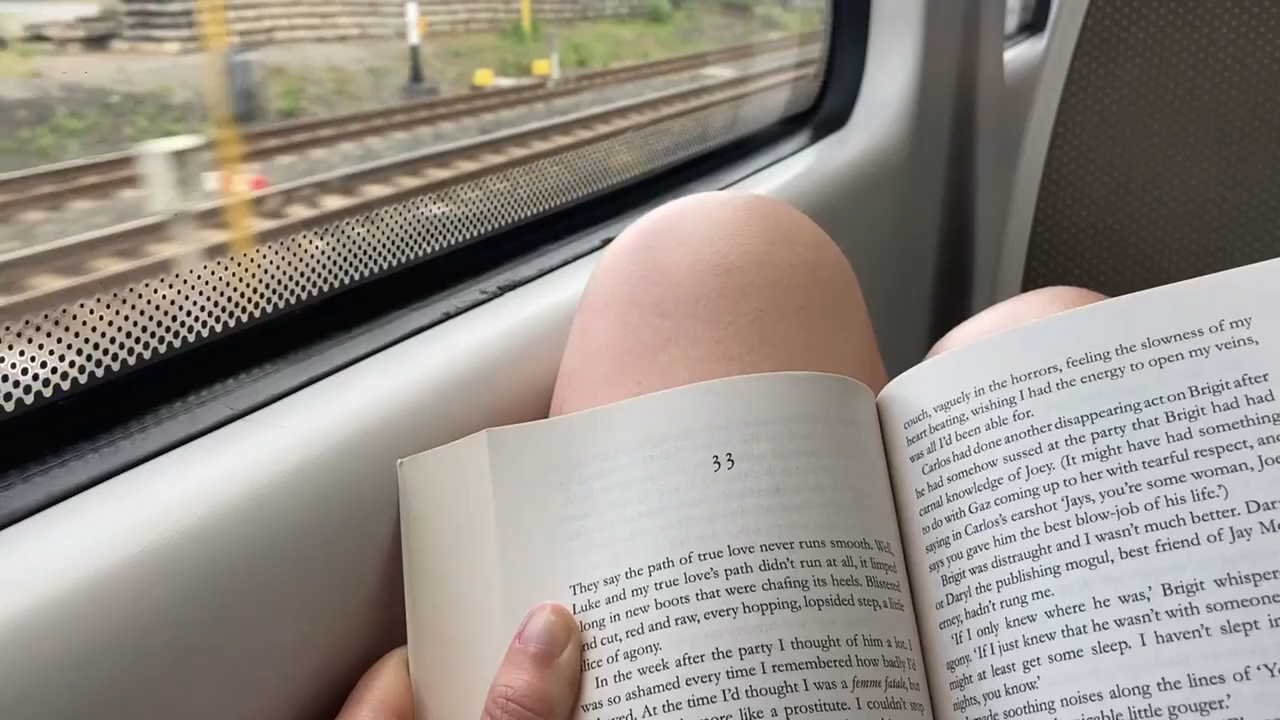 33
They say the path of true love never runs smooth. Well,
Luke and my true love's path didn't run at all, it limped
along in new boots that were chafing its heels. Blistered
and cut, red and raw, every hopping, lopsided step, a little
slice of agony.
In the week after the party I thought of him a lot. I
was so ashamed every time I remembered how badly I'd
At the time I'd thought I was a femme fatale, but
more like a prostitute. I couldn't stop
couch, vaguely in the horrors, feeling the slowness of my
heart beating, wishing I had the energy to open my veins,
was all I'd been able for.
Carlos had done another disappearing act on Brigit after
he had somehow sussed at the party that Brigit had had
carnal knowledge of Joey. (It might have had something
to do with Gaz coming up to her with tearful respect, and
saying in Carlos's earshot 'Jays, you're some woman, Joe
says you gave him the best blow-job of his life.')
Brigit was distraught and I wasn't much better. Dar
or Daryl the publishing mogul, best friend of Jay M
erney, hadn't rung me.
'If I only knew where he was,' Brigit whisper
agony. 'If I just knew that he wasn't with someone
might at least get some sleep. I haven't slept in
nights, you know.'
made soothing noises along the lines of 'Y
little gouger.'